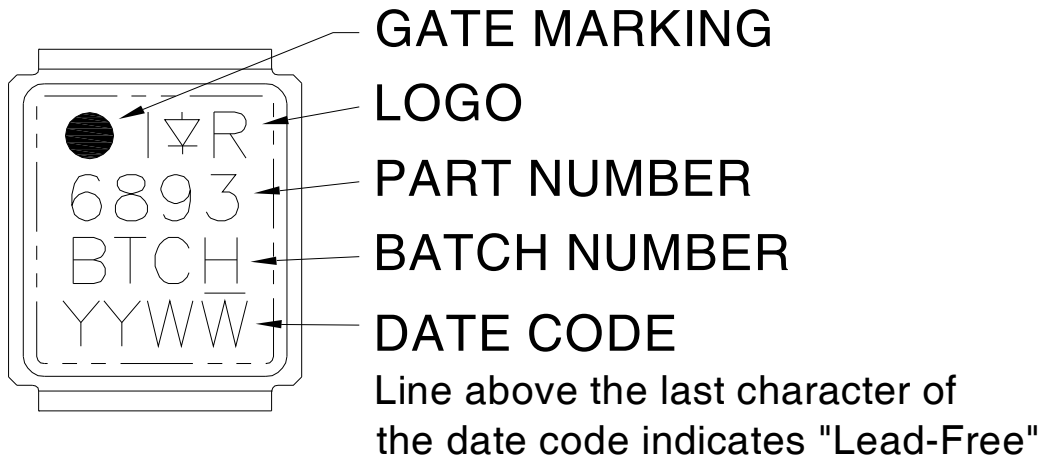 GATE MARKING
I R
LOGO
6893
PART NUMBER
BTCH
BATCH NUMBER
YYWW̅
DATE CODE
Line above the last character of
the date code indicates "Lead-Free"